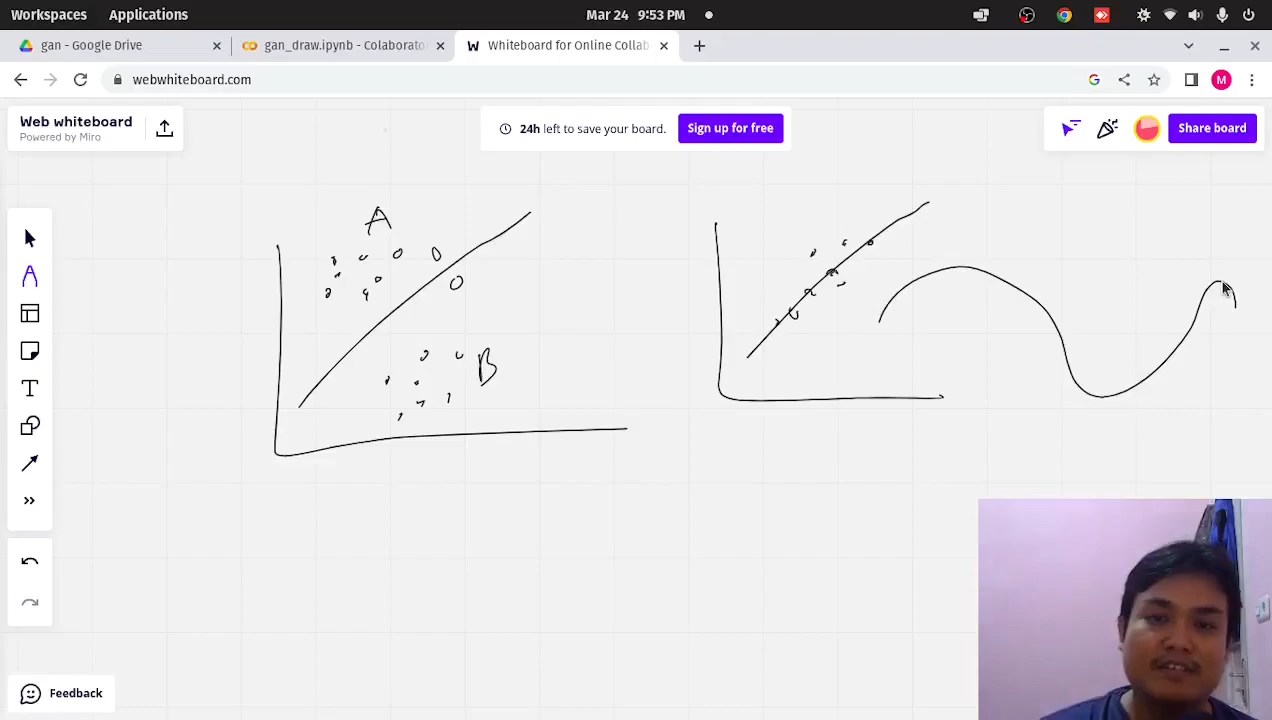 Workspaces Applications Mar 24 9:53 PM
gan - Google Drive gan_draw.ipynb - Colaborato Whiteboard for Online Collab
webwhiteboard.com G M
Web whiteboard
Powered by Miro
24h left to save your board. Sign up for free
Share board
A
B
T
Feedback